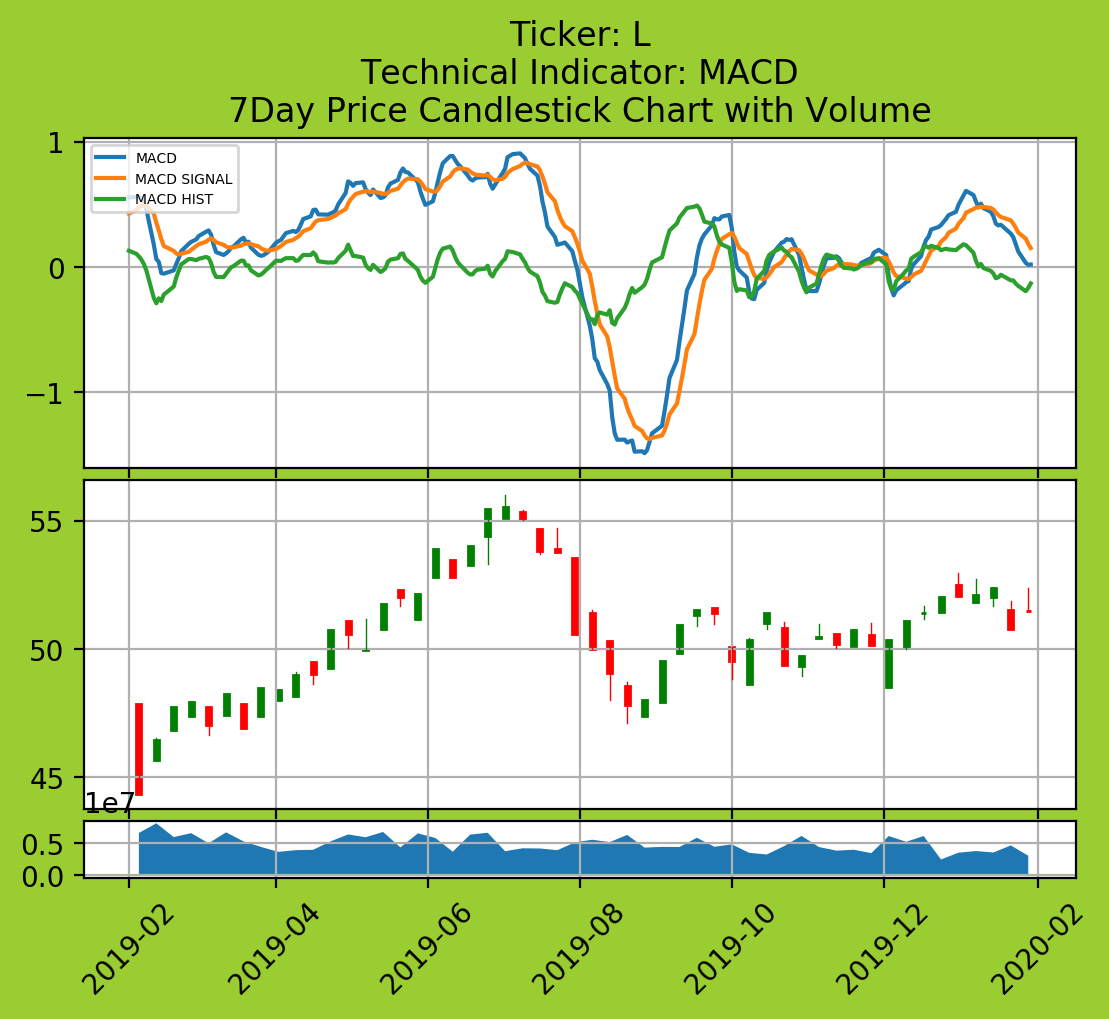 Ticker: L
Technical Indicator: MACD
7Day Price Candlestick Chart with Volume
1
MACD
MACD SIGNAL
MACD HIST
0
−1
55
50
45
1e7
0.5
0.0
2019-02
2019-04
2019-06
2019-08
2019-10
2019-12
2020-02